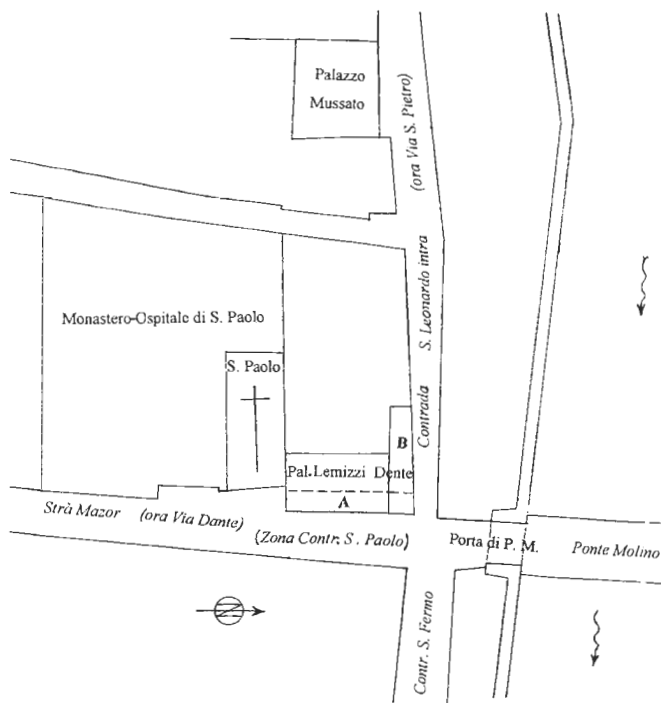 Palazzo
Mussato
(ora Via S. Pietro)
S. Leonardo intra
Contrada
Monastero-Ospitale di S. Paolo
S. Paolo
B
Pal. Lemizzi Dente
A
Strà Mazor (ora Via Dante)
(Zona Contr. S. Paolo)
Porta di P. M.
Ponte Molino
Contr. S. Fermo